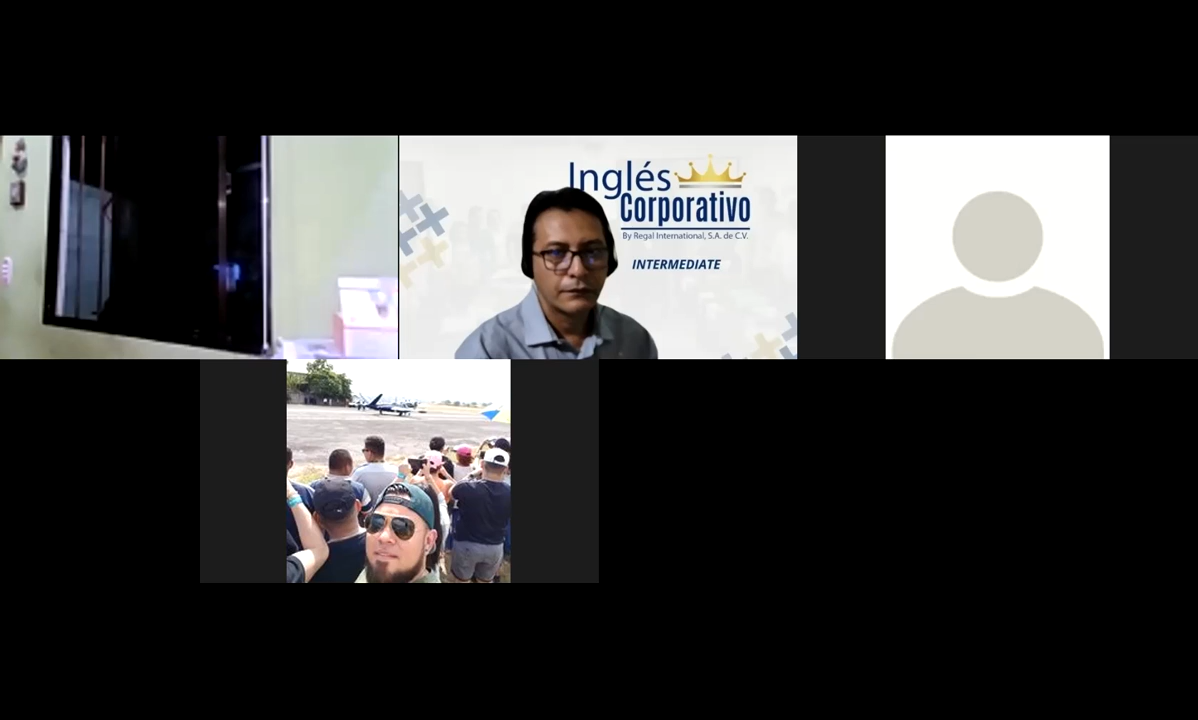 Inglés
Corporativo
By Regal International, S.A. de C.V.
INTERMEDIATE